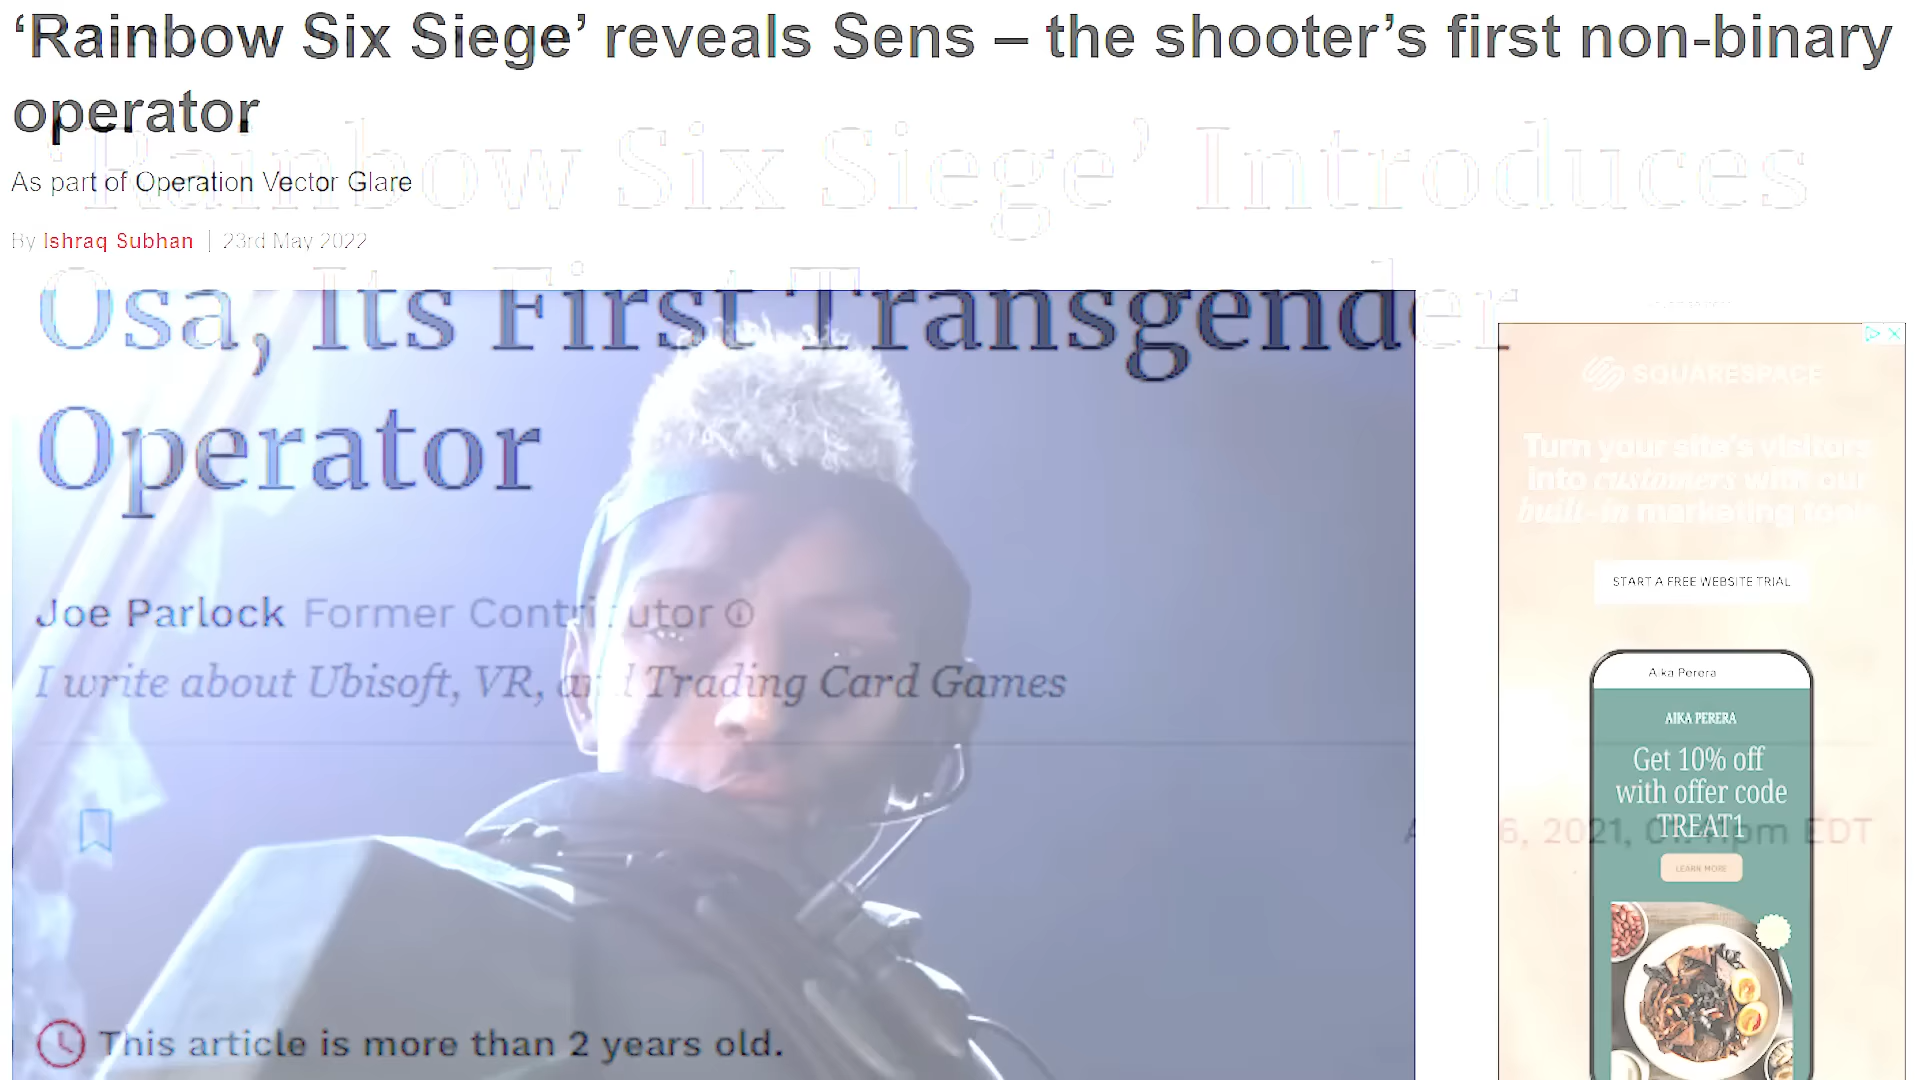 ‘Rainbow Six Siege’ reveals Sens – the shooter’s first non-binary
operator
As part of Operation Vector Glare
By Ishraq Subhan | 23rd May 2022
‘Rainbow Six Siege’ Introduces
Osa, Its First Transgender
Operator
Joe Parlock Former Contributor
I write about Ubisoft, VR, and Trading Card Games
6, 2021, pm EDT
This article is more than 2 years old.
SQUARESPACE
Turn your site's visitors
into customers with our
built-in marketing tools
START A FREE WEBSITE TRIAL
Aika Perera
AIKA PERERA
Get 10% off
with offer code
TREAT1
LEARN MORE